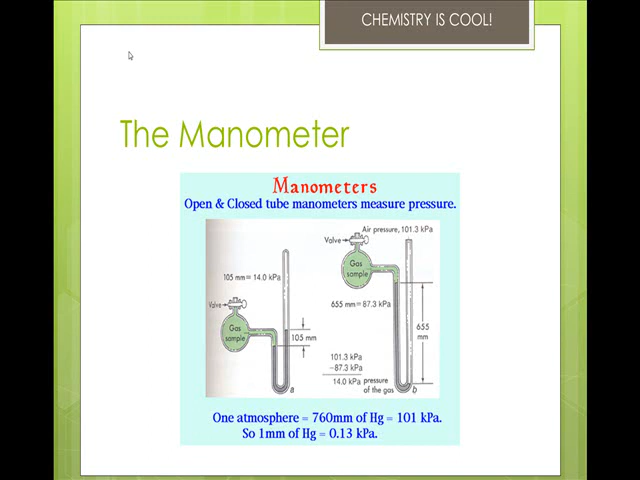 CHEMISTRY IS COOL!
The Manometer
Manometers
Open & Closed tube manometers measure pressure.
Air pressure, 101.3 kPa
Valve
Gas
sample
105 mm = 14.0 kPa
655 mm = 87.3 kPa
Valve
Gas
sample
105 mm
655
mm
101.3 kPa
-87.3 kPa
14.0 kPa pressure
of the gas
a
b
One atmosphere = 760mm of Hg = 101 kPa.
So 1mm of Hg = 0.13 kPa.